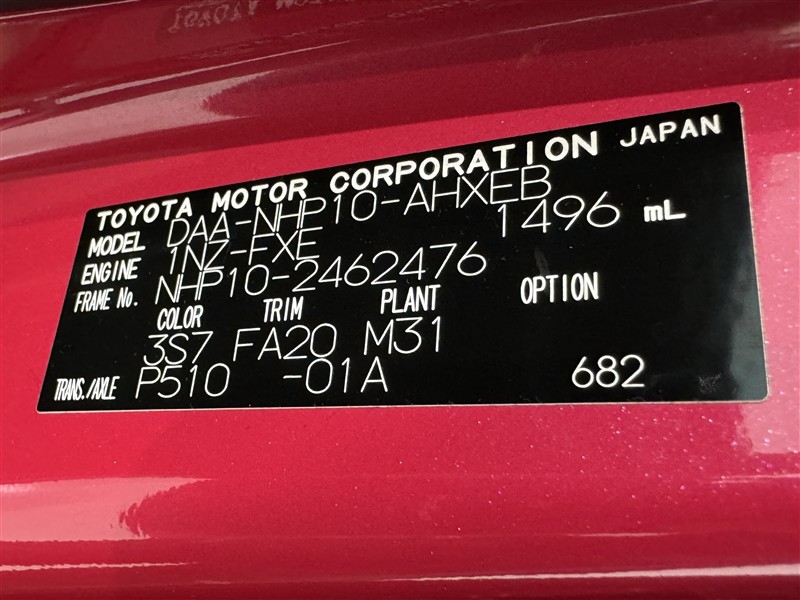 TOYOTA MOTOR CORPORATION JAPAN
MODEL DAA-NHP10-AHXEB
ENGINE 1NZ-FXE 1496 mL
FRAME No. NHP10-2462476
COLOR TRIM PLANT OPTION
3S7 FA20 M31
TRANS./AXLE P510 -01A 682